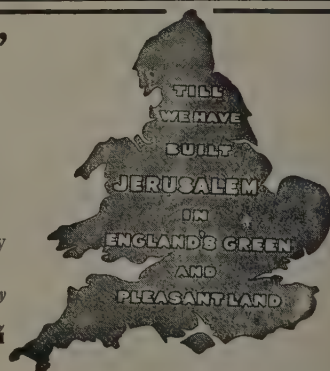 ,
TILL
WE HAVE
BUILT
JERUSALEM
IN
ENGLAND'S GREEN
AND
PLEASANT LAND
y
y